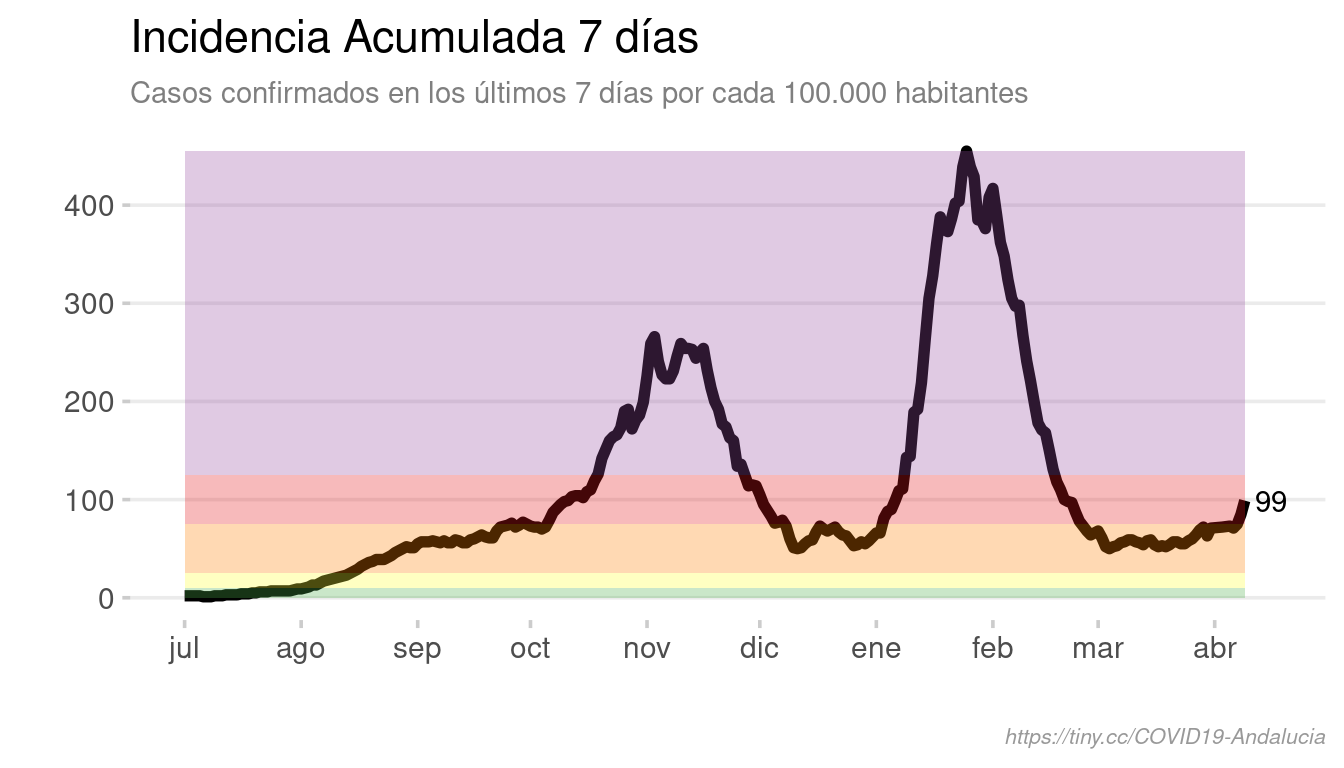 Incidencia Acumulada 7 días
Casos confirmados en los últimos 7 días por cada 100.000 habitantes
400
300
200
100
0
99
jul ago sep oct nov dic ene feb mar abr
https://tiny.cc/COVID19-Andalucia